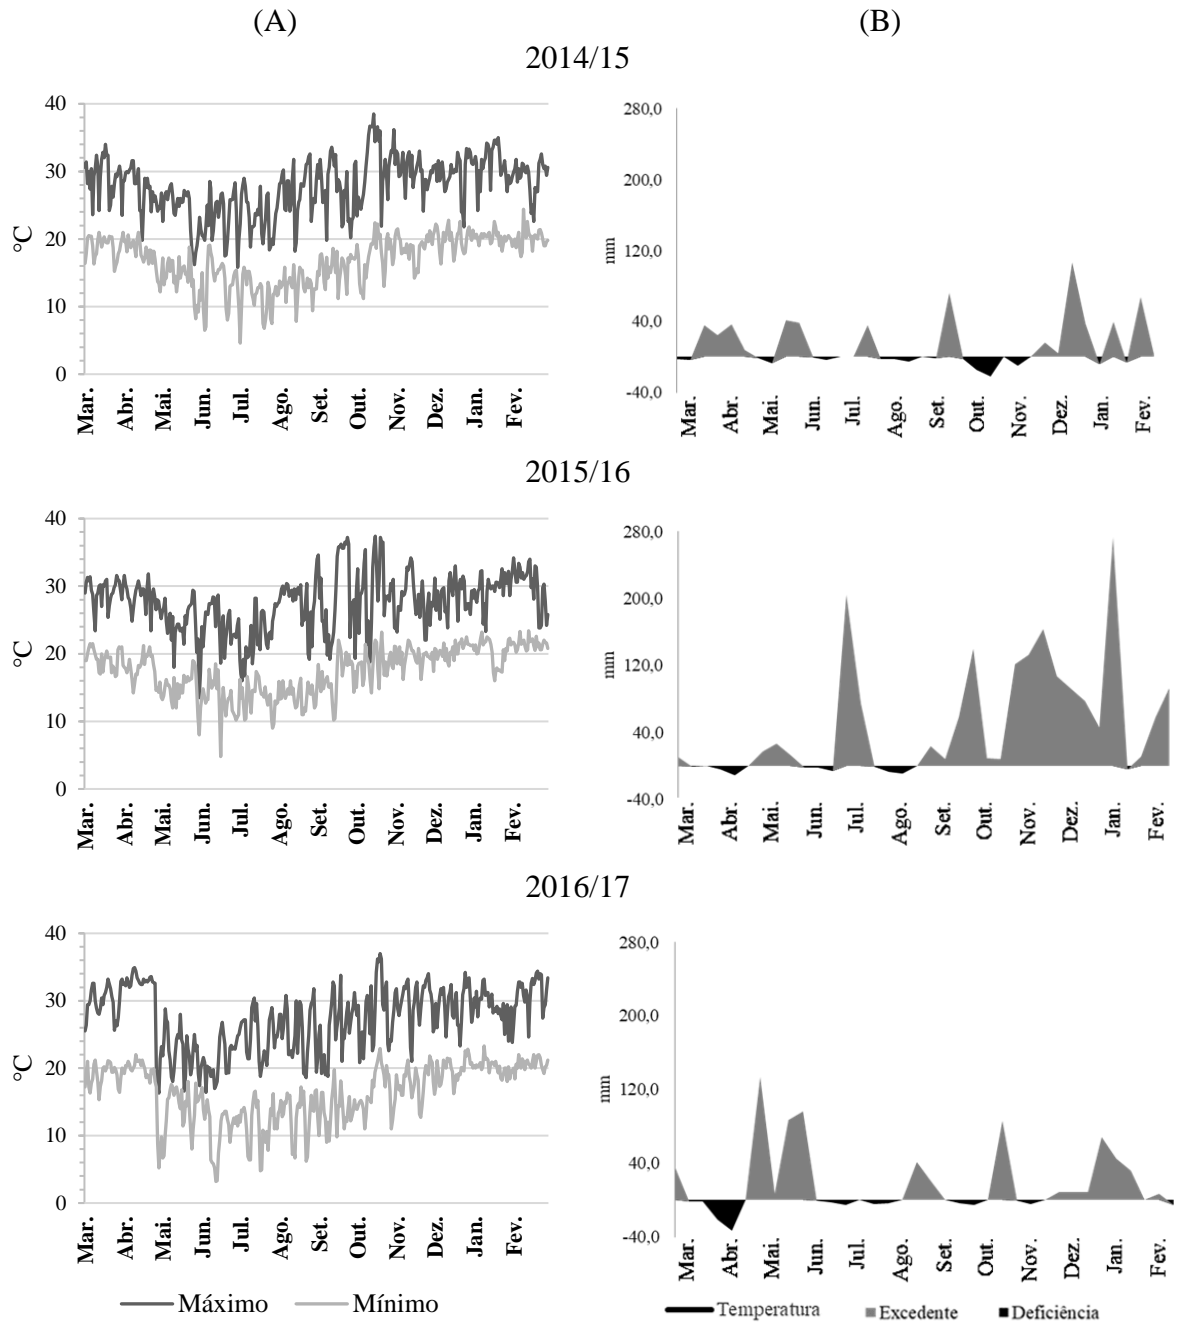 (A) (B)
2014/15
40
30
20
10
0
°C
Mar. Abr. Mai. Jun. Jul. Ago. Set. Out. Nov. Dez. Jan. Fev.
280,0
200,0
120,0
40,0
-40,0
mm
Mar. Abr. Mai. Jun. Jul. Ago. Set. Out. Nov. Dez. Jan. Fev.
2015/16
40
30
20
10
0
°C
Mar. Abr. Mai. Jun. Jul. Ago. Set. Out. Nov. Dez. Jan. Fev.
280,0
200,0
120,0
40,0
-40,0
mm
Mar. Abr. Mai. Jun. Jul. Ago. Set. Out. Nov. Dez. Jan. Fev.
2016/17
40
30
20
10
0
°C
Mar. Abr. Mai. Jun. Jul. Ago. Set. Out. Nov. Dez. Jan. Fev.
280,0
200,0
120,0
40,0
-40,0
mm
Mar. Abr. Mai. Jun. Jul. Ago. Set. Out. Nov. Dez. Jan. Fev.
Máximo Mínimo
Temperatura Excedente Deficiência